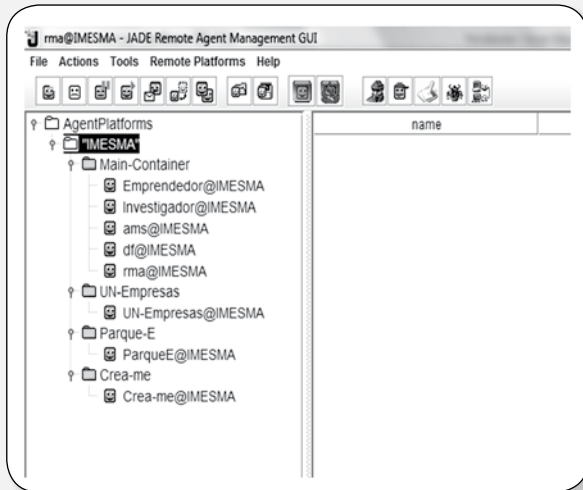 rma@IMESMA - JADE Remote Agent Management GUI
File Actions Tools Remote Platforms Help
AgentPlatforms
name
"IMESMA"
Main-Container
Emprendedor@IMESMA
Investigador@IMESMA
ams@IMESMA
df@IMESMA
rma@IMESMA
UN-Empresas
UN-Empresas@IMESMA
Parque-E
ParqueE@IMESMA
Crea-me
Crea-me@IMESMA